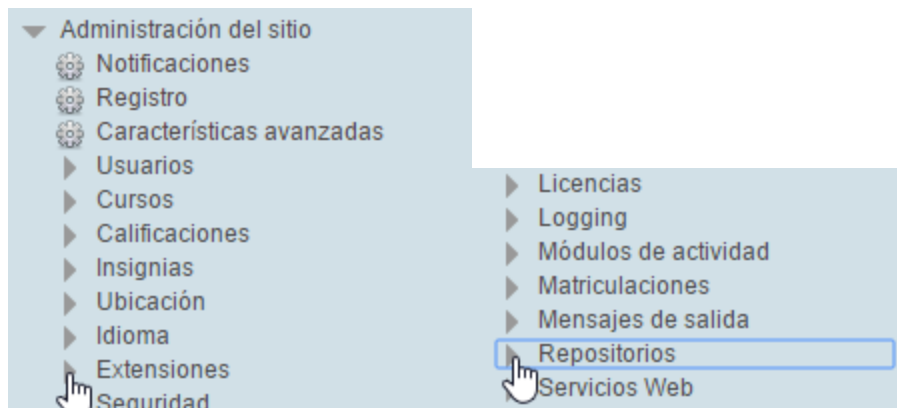 Administración del sitio
Notificaciones
Registro
Características avanzadas
Usuarios
Cursos
Calificaciones
Insignias
Ubicación
Idioma
Extensiones
Seguridad
Licencias
Logging
Módulos de actividad
Matriculaciones
Mensajes de salida
Repositorios
Servicios Web